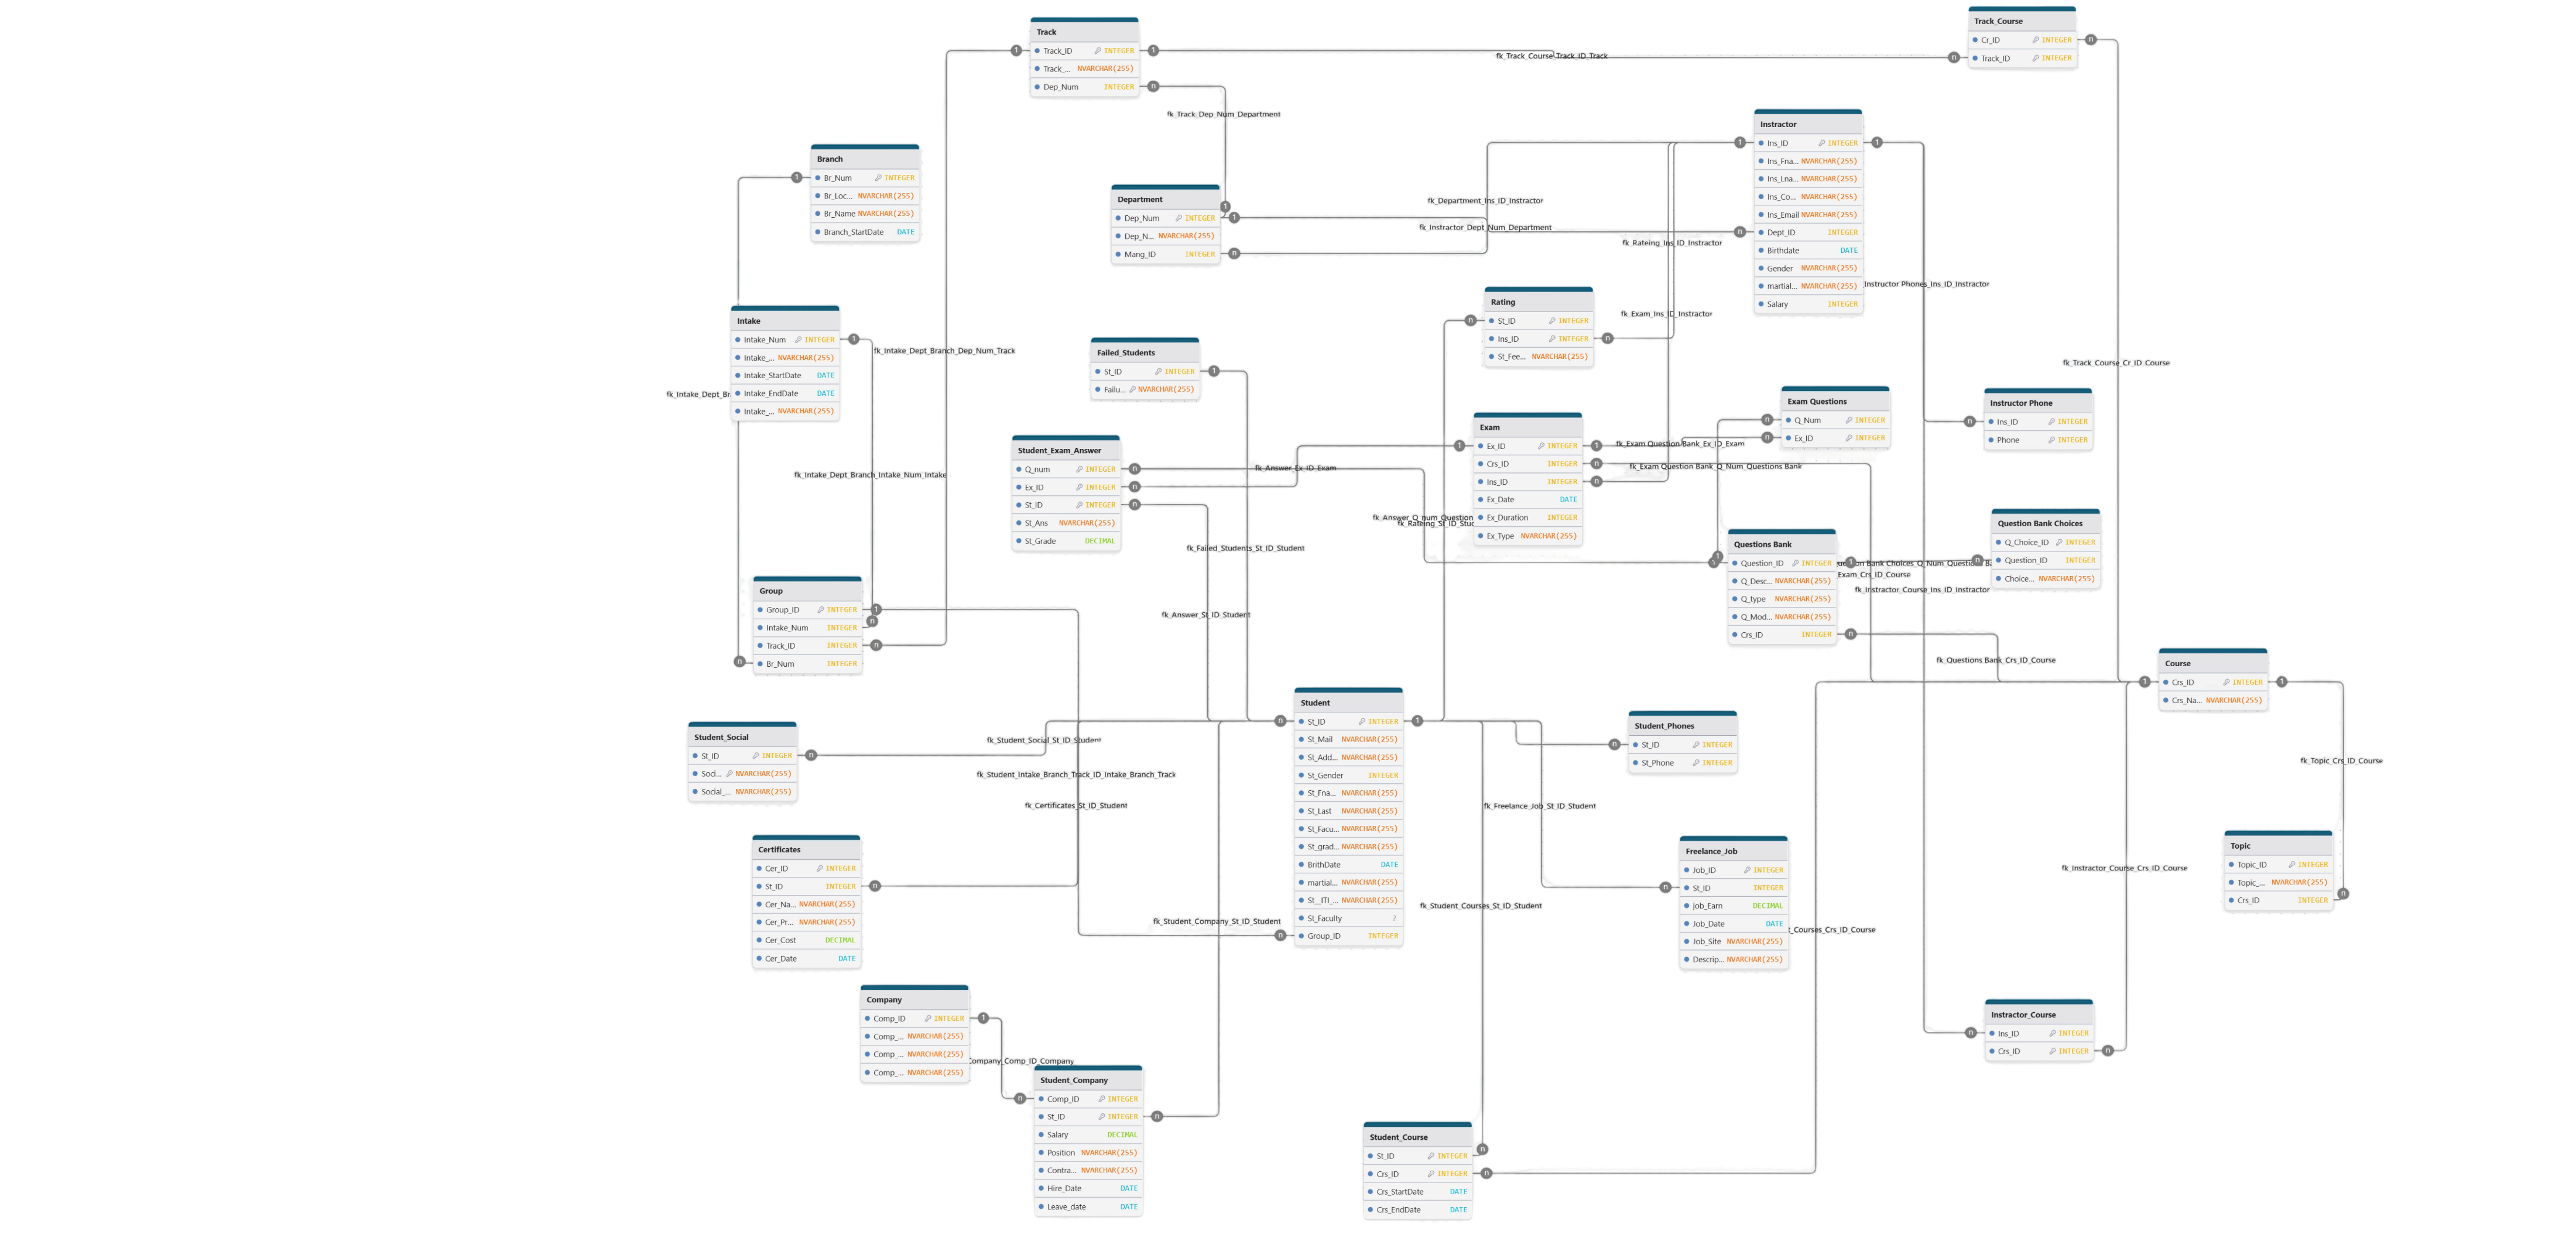 Track
Track_ID INTEGER
Track_... NVARCHAR(255)
Dep_Num INTEGER
Track_Course
Cr_ID INTEGER
Track_ID INTEGER
fk_Track_Course_Track_ID_Track
fk_Track_Dep_Num_Department
Instractor
Ins_ID INTEGER
Ins_Fna... NVARCHAR(255)
Ins_Lna... NVARCHAR(255)
Ins_Co... NVARCHAR(255)
Ins_Email NVARCHAR(255)
Dept_ID INTEGER
Birthdate DATE
Gender NVARCHAR(255)
martial... NVARCHAR(255)
Salary INTEGER
Branch
Br_Num INTEGER
Br_Loc... NVARCHAR(255)
Br_Name NVARCHAR(255)
Branch_StartDate DATE
Department
Dep_Num INTEGER
Dep_N... NVARCHAR(255)
Mang_ID INTEGER
fk_Department_Ins_ID_Instractor
fk_Instractor_Dept_Num_Department
fk_Rateing_Ins_ID_Instractor
Instructor Phones_Ins_ID_Instractor
Rating
St_ID INTEGER
Ins_ID INTEGER
St_Fee... NVARCHAR(255)
fk_Exam_Ins_ID_Instractor
Intake
Intake_Num INTEGER
Intake_... NVARCHAR(255)
Intake_StartDate DATE
Intake_EndDate DATE
Intake_... NVARCHAR(255)
fk_Intake_Dept_Branch_Dep_Num_Track
fk_Intake_Dept_Br
Failed_Students
St_ID INTEGER
Failu... NVARCHAR(255)
fk_Track_Course_Cr_ID_Course
Exam Questions
Q_Num INTEGER
Ex_ID INTEGER
Instructor Phone
Ins_ID INTEGER
Phone INTEGER
Exam
Ex_ID INTEGER
Crs_ID INTEGER
Ins_ID INTEGER
Ex_Date DATE
Ex_Duration INTEGER
Ex_Type NVARCHAR(255)
fk_Exam Question Bank_Ex_ID_Exam
fk_Exam Question Bank_Q_Num_Questions Bank
Student_Exam_Answer
Q_num INTEGER
Ex_ID INTEGER
St_ID INTEGER
St_Ans NVARCHAR(255)
St_Grade DECIMAL
fk_Answer_Ex_ID_Exam
fk_Intake_Dept_Branch_Intake_Num_Intake
fk_Answer_Q_num_Question
fk_Rateing_St_ID_Stud
fk_Failed_Students_St_ID_Student
Questions Bank
Question_ID INTEGER
Q_Desc... NVARCHAR(255)
Q_type NVARCHAR(255)
Q_Mod... NVARCHAR(255)
Crs_ID INTEGER
Question Bank Choices
Q_Choice_ID INTEGER
Question_ID INTEGER
Choice... NVARCHAR(255)
Bank Choices_Q_Num_Questions
Exam_Crs_ID_Course
fk_Instractor_Course_Ins_ID_Instractor
Group
Group_ID INTEGER
Intake_Num INTEGER
Track_ID INTEGER
Br_Num INTEGER
fk_Answer_St_ID_Student
fk_Questions Bank_Crs_ID_Course
Course
Crs_ID INTEGER
Crs_Na... NVARCHAR(255)
Student
St_ID INTEGER
St_Mail NVARCHAR(255)
St_Add... NVARCHAR(255)
St_Gender INTEGER
St_Fna... NVARCHAR(255)
St_Last NVARCHAR(255)
St_Facu... NVARCHAR(255)
St_grad... NVARCHAR(255)
BrithDate DATE
martial... NVARCHAR(255)
St__ITI_... NVARCHAR(255)
St_Faculty ?
Group_ID INTEGER
Student_Social
St_ID INTEGER
Soci... NVARCHAR(255)
Social_... NVARCHAR(255)
fk_Student_Social_St_ID_Student
fk_Student_Intake_Branch_Track_ID_Intake_Branch_Track
fk_Certificates_St_ID_Student
Student_Phones
St_ID INTEGER
St_Phone INTEGER
fk_Topic_Crs_ID_Course
fk_Freelance_Job_St_ID_Student
Certificates
Cer_ID INTEGER
St_ID INTEGER
Cer_Na... NVARCHAR(255)
Cer_Pr... NVARCHAR(255)
Cer_Cost DECIMAL
Cer_Date DATE
Freelance_Job
Job_ID INTEGER
St_ID INTEGER
job_Earn DECIMAL
Job_Date DATE
Job_Site NVARCHAR(255)
Descrip... NVARCHAR(255)
Topic
Topic_ID INTEGER
Topic_... NVARCHAR(255)
Crs_ID INTEGER
fk_Instractor_Course_Crs_ID_Course
fk_Student_Courses_St_ID_Student
fk_Student_Company_St_ID_Student
t_Courses_Crs_ID_Course
Company
Comp_ID INTEGER
Comp_... NVARCHAR(255)
Comp_... NVARCHAR(255)
Comp_... NVARCHAR(255)
Company_Comp_ID_Company
Instructor_Course
Ins_ID INTEGER
Crs_ID INTEGER
Student_Company
Comp_ID INTEGER
St_ID INTEGER
Salary DECIMAL
Position NVARCHAR(255)
Contra... NVARCHAR(255)
Hire_Date DATE
Leave_date DATE
Student_Course
St_ID INTEGER
Crs_ID INTEGER
Crs_StartDate DATE
Crs_EndDate DATE